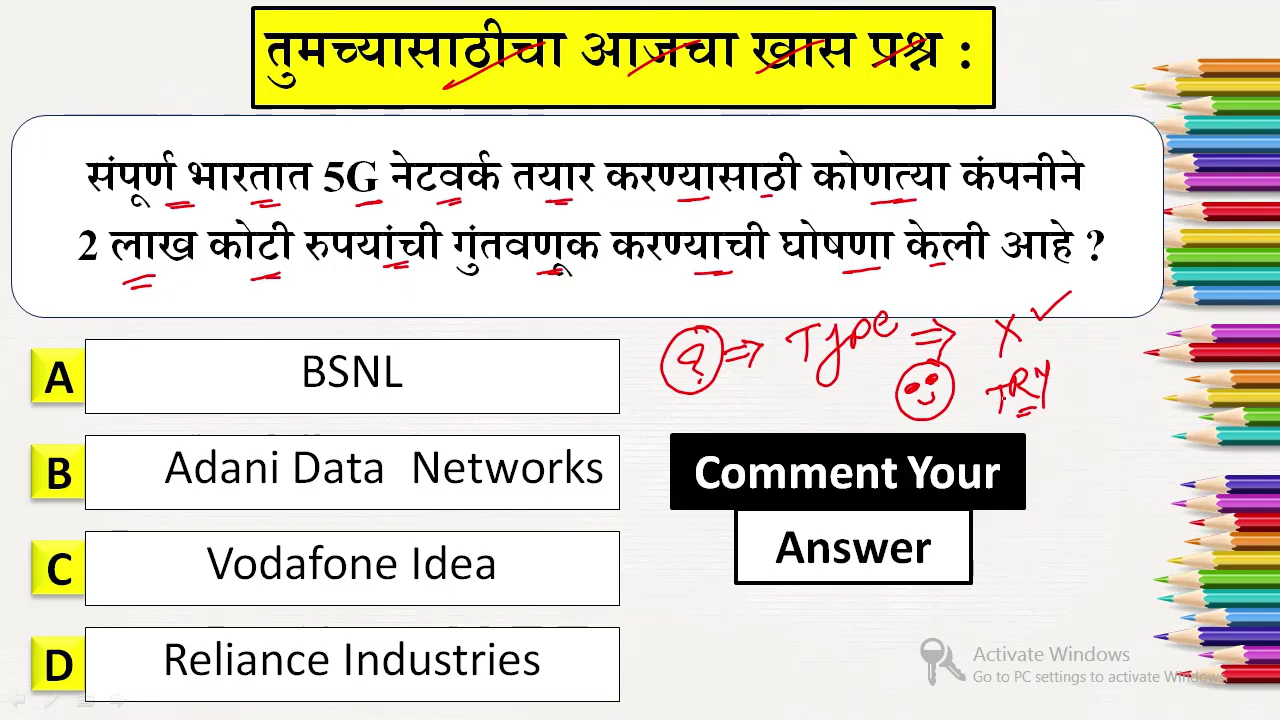 तुमच्यासाठीचा आजचा खास प्रश्न :
संपूर्ण भारतात 5G नेटवर्क तयार करण्यासाठी कोणत्या कंपनीने
2 लाख कोटी रुपयांची गुंतवणूक करण्याची घोषणा केली आहे ?
? ⇒ Type ⇒ X ✓
TRY
A BSNL
B Adani Data Networks
C Vodafone Idea
D Reliance Industries
Comment Your
Answer
Activate Windows
Go to PC settings to activate Windows.